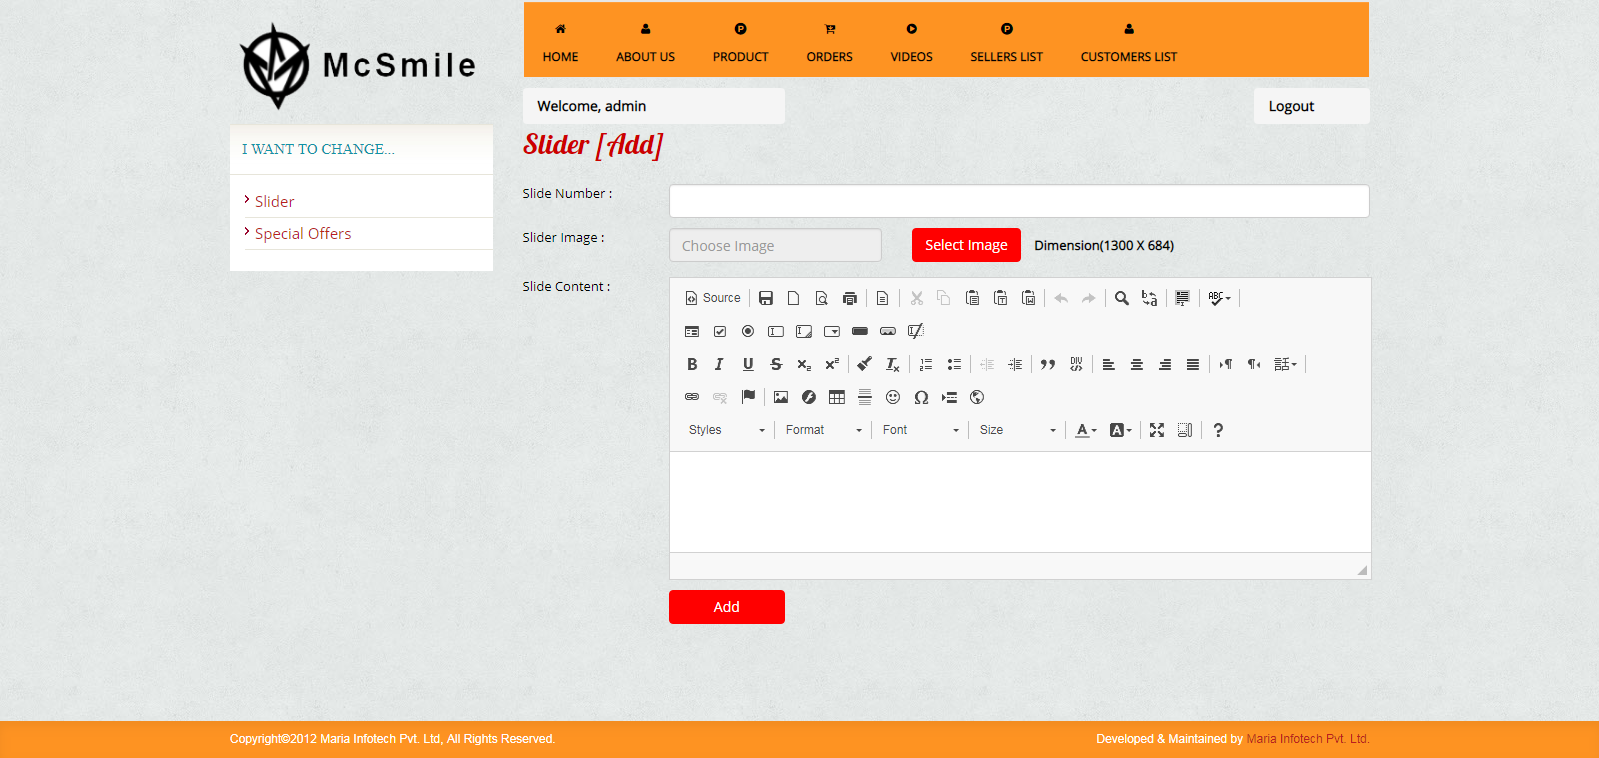 McSmile
HOME ABOUT US PRODUCT ORDERS VIDEOS SELLERS LIST CUSTOMERS LIST
Welcome, admin
Logout
I WANT TO CHANGE...
Slider
Special Offers
Slider [Add]
Slide Number :
Slider Image :
Choose Image
Select Image
Dimension(1300 X 684)
Slide Content :
Source
Styles Format Font Size
Add
Copyright©2012 Maria Infotech Pvt. Ltd, All Rights Reserved.
Developed & Maintained by Maria Infotech Pvt. Ltd.